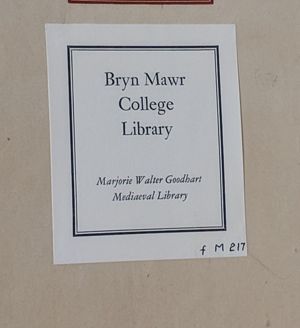 Bryn Mawr
College
Library
Marjorie Walter Goodhart
Mediaeval Library
f M 217